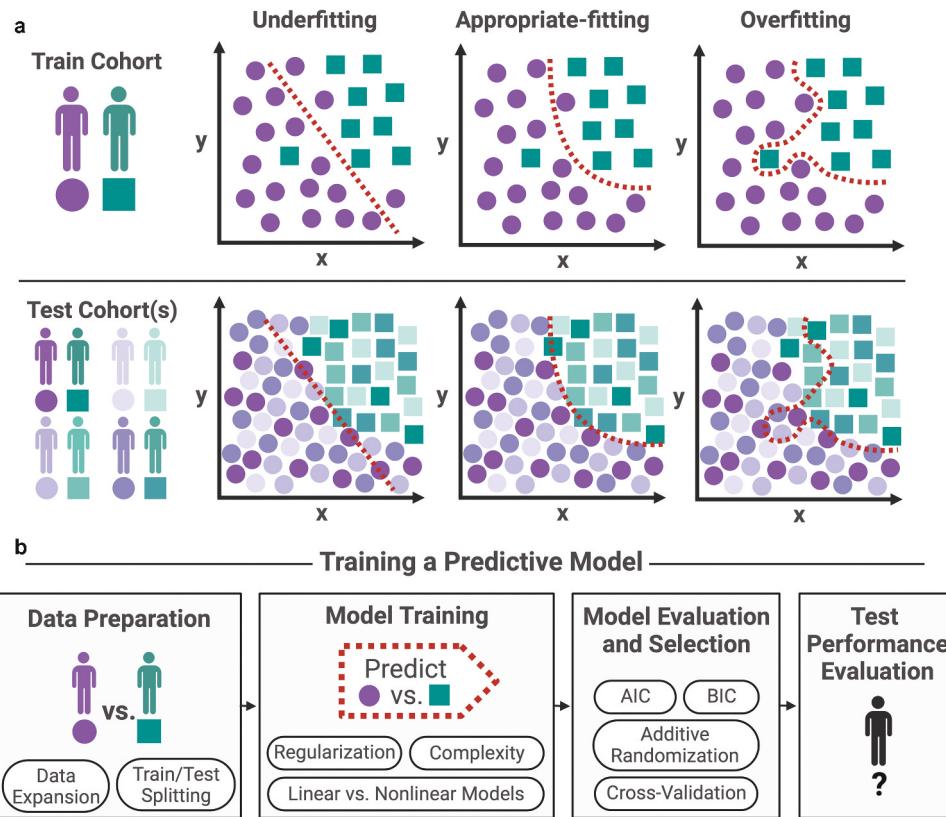 a
Underfitting
Appropriate-fitting
Overfitting
Train Cohort
y
x
y
x
y
x
Test Cohort(s)
y
x
y
x
y
x
b
Training a Predictive Model
Data Preparation
vs.
Data
Expansion
Train/Test
Splitting
Model Training
Predict
vs.
Regularization
Complexity
Linear vs. Nonlinear Models
Model Evaluation
and Selection
AIC
BIC
Additive
Randomization
Cross-Validation
Test
Performance
Evaluation
?